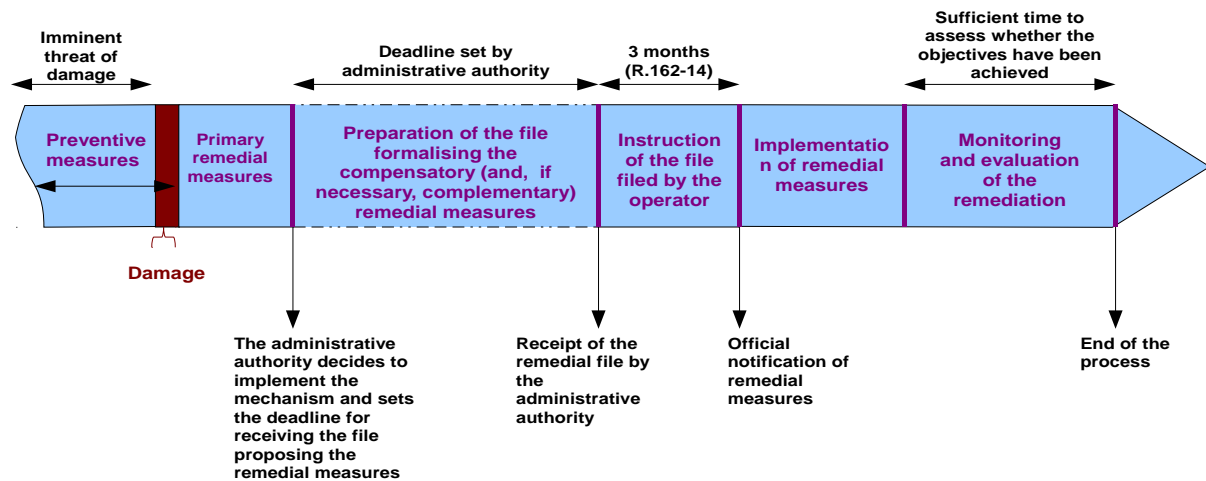 Imminent
threat of
damage
Deadline set by
administrative authority
3 months
(R.162-14)
Sufficient time to
assess whether the
objectives have been
achieved
Preventive
measures
Primary
remedial
measures
Preparation of the file
formalising the
compensatory (and, if
necessary, complementary)
remedial measures
Instruction
of the file
filed by the
operator
Implementatio
n of remedial
measures
Monitoring
and evaluation
of the
remediation
Damage
The administrative
authority decides to
implement the
mechanism and sets
the deadline for
receiving the file
proposing the
remedial measures
Receipt of the
remedial file by
the
administrative
authority
Official
notification of
remedial
measures
End of the
process